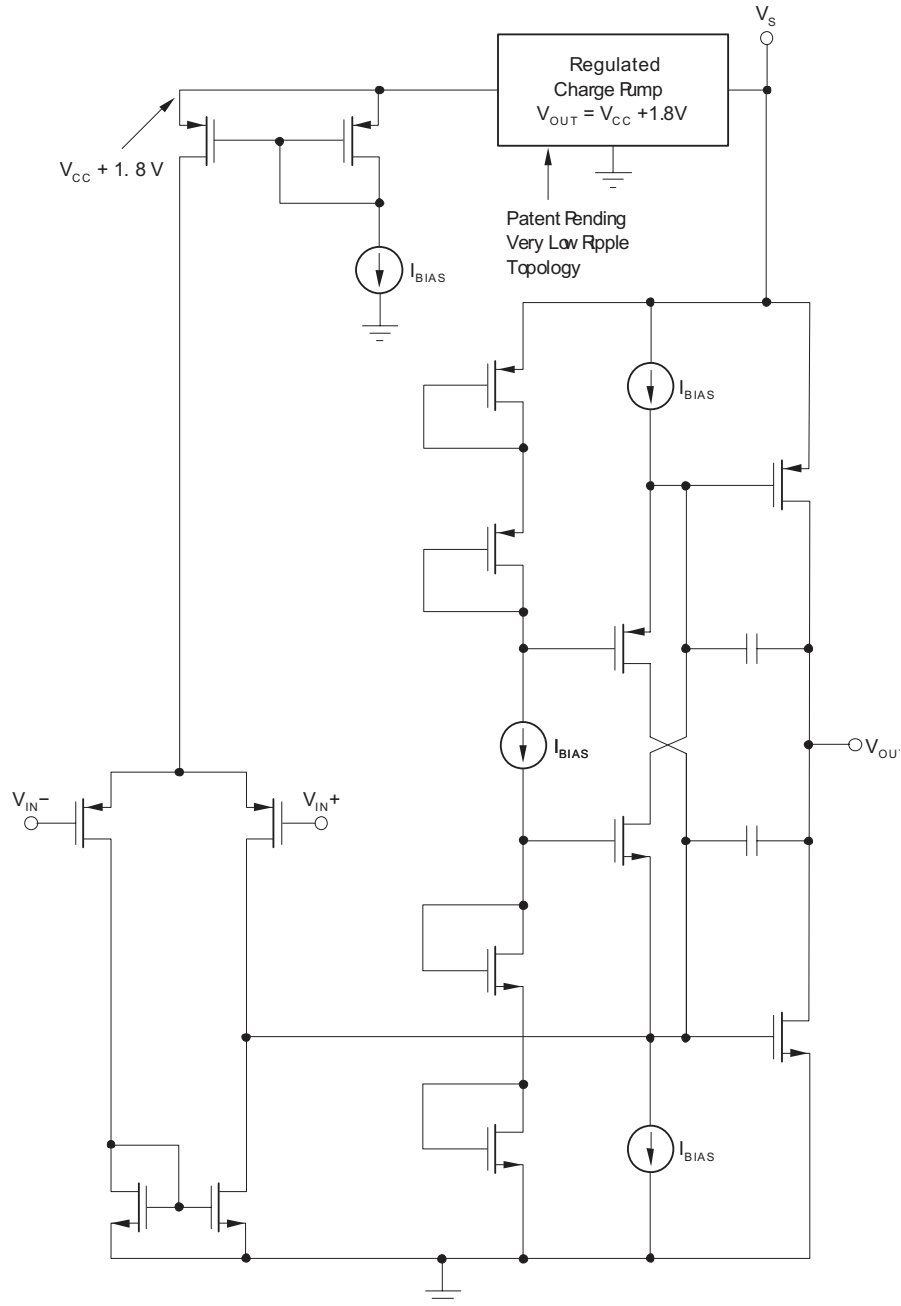 V_S
Regulated
Charge Pump
V_OUT = V_CC +1.8V
V_CC + 1. 8 V
Patent Pending
Very Low Ripple
Topology
I_BIAS
I_BIAS
I_BIAS
V_OUT
V_IN−
V_IN+
I_BIAS